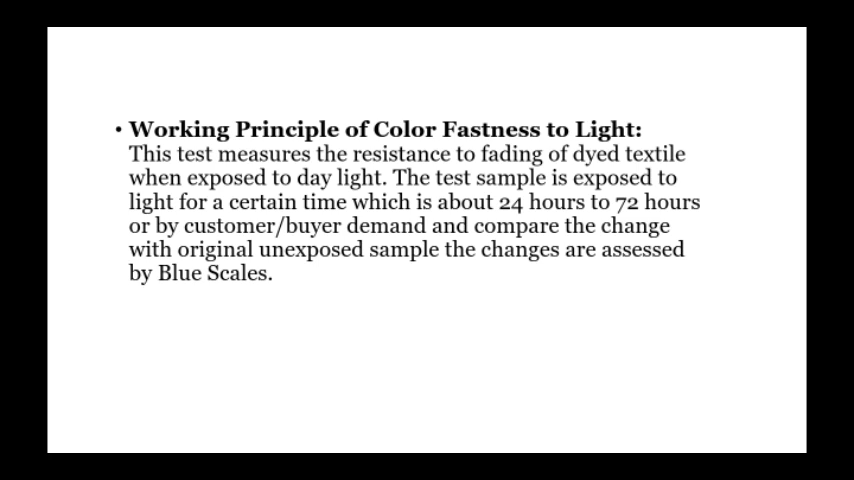 • Working Principle of Color Fastness to Light:
This test measures the resistance to fading of dyed textile
when exposed to day light. The test sample is exposed to
light for a certain time which is about 24 hours to 72 hours
or by customer/buyer demand and compare the change
with original unexposed sample the changes are assessed
by Blue Scales.